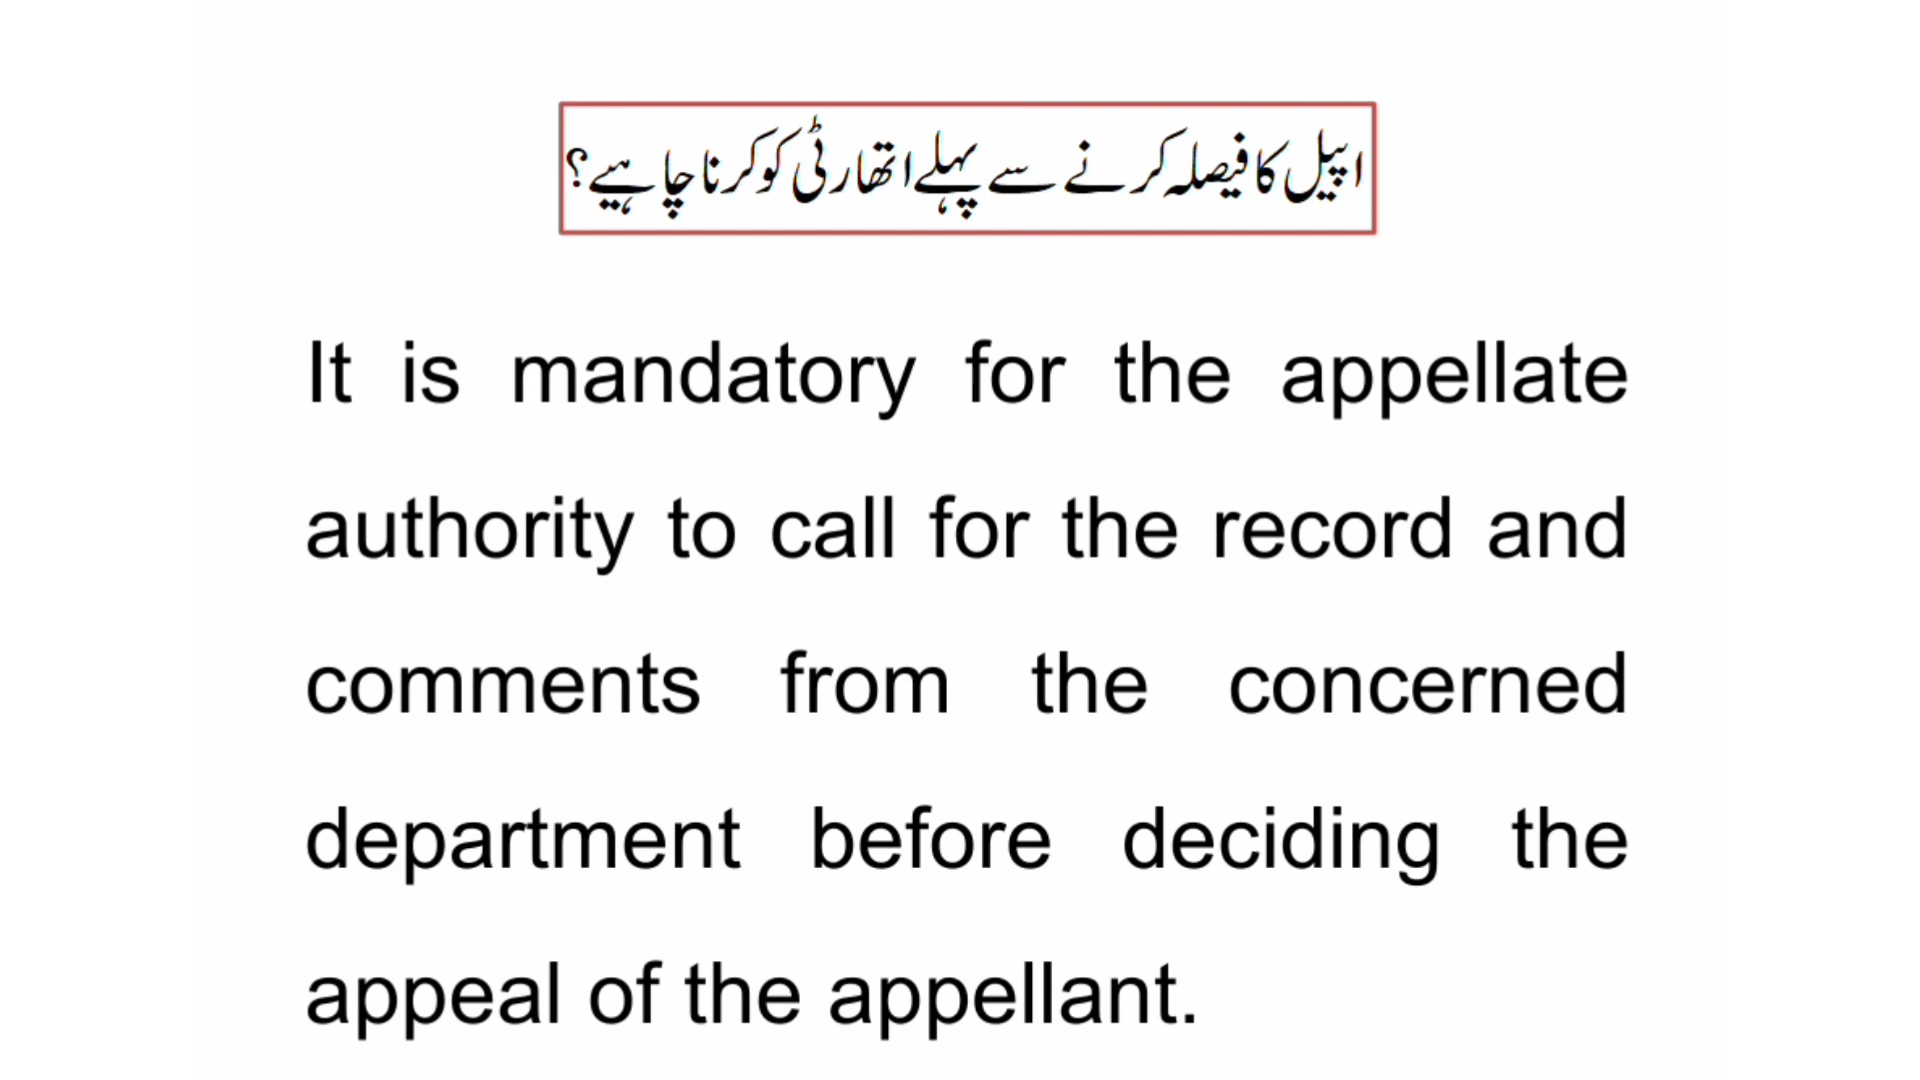 اپیل کا فیصلہ کرنے سے پہلے اتھارٹی کو کرنا چاہیے؟
It is mandatory for the appellate
authority to call for the record and
comments from the concerned
department before deciding the
appeal of the appellant.